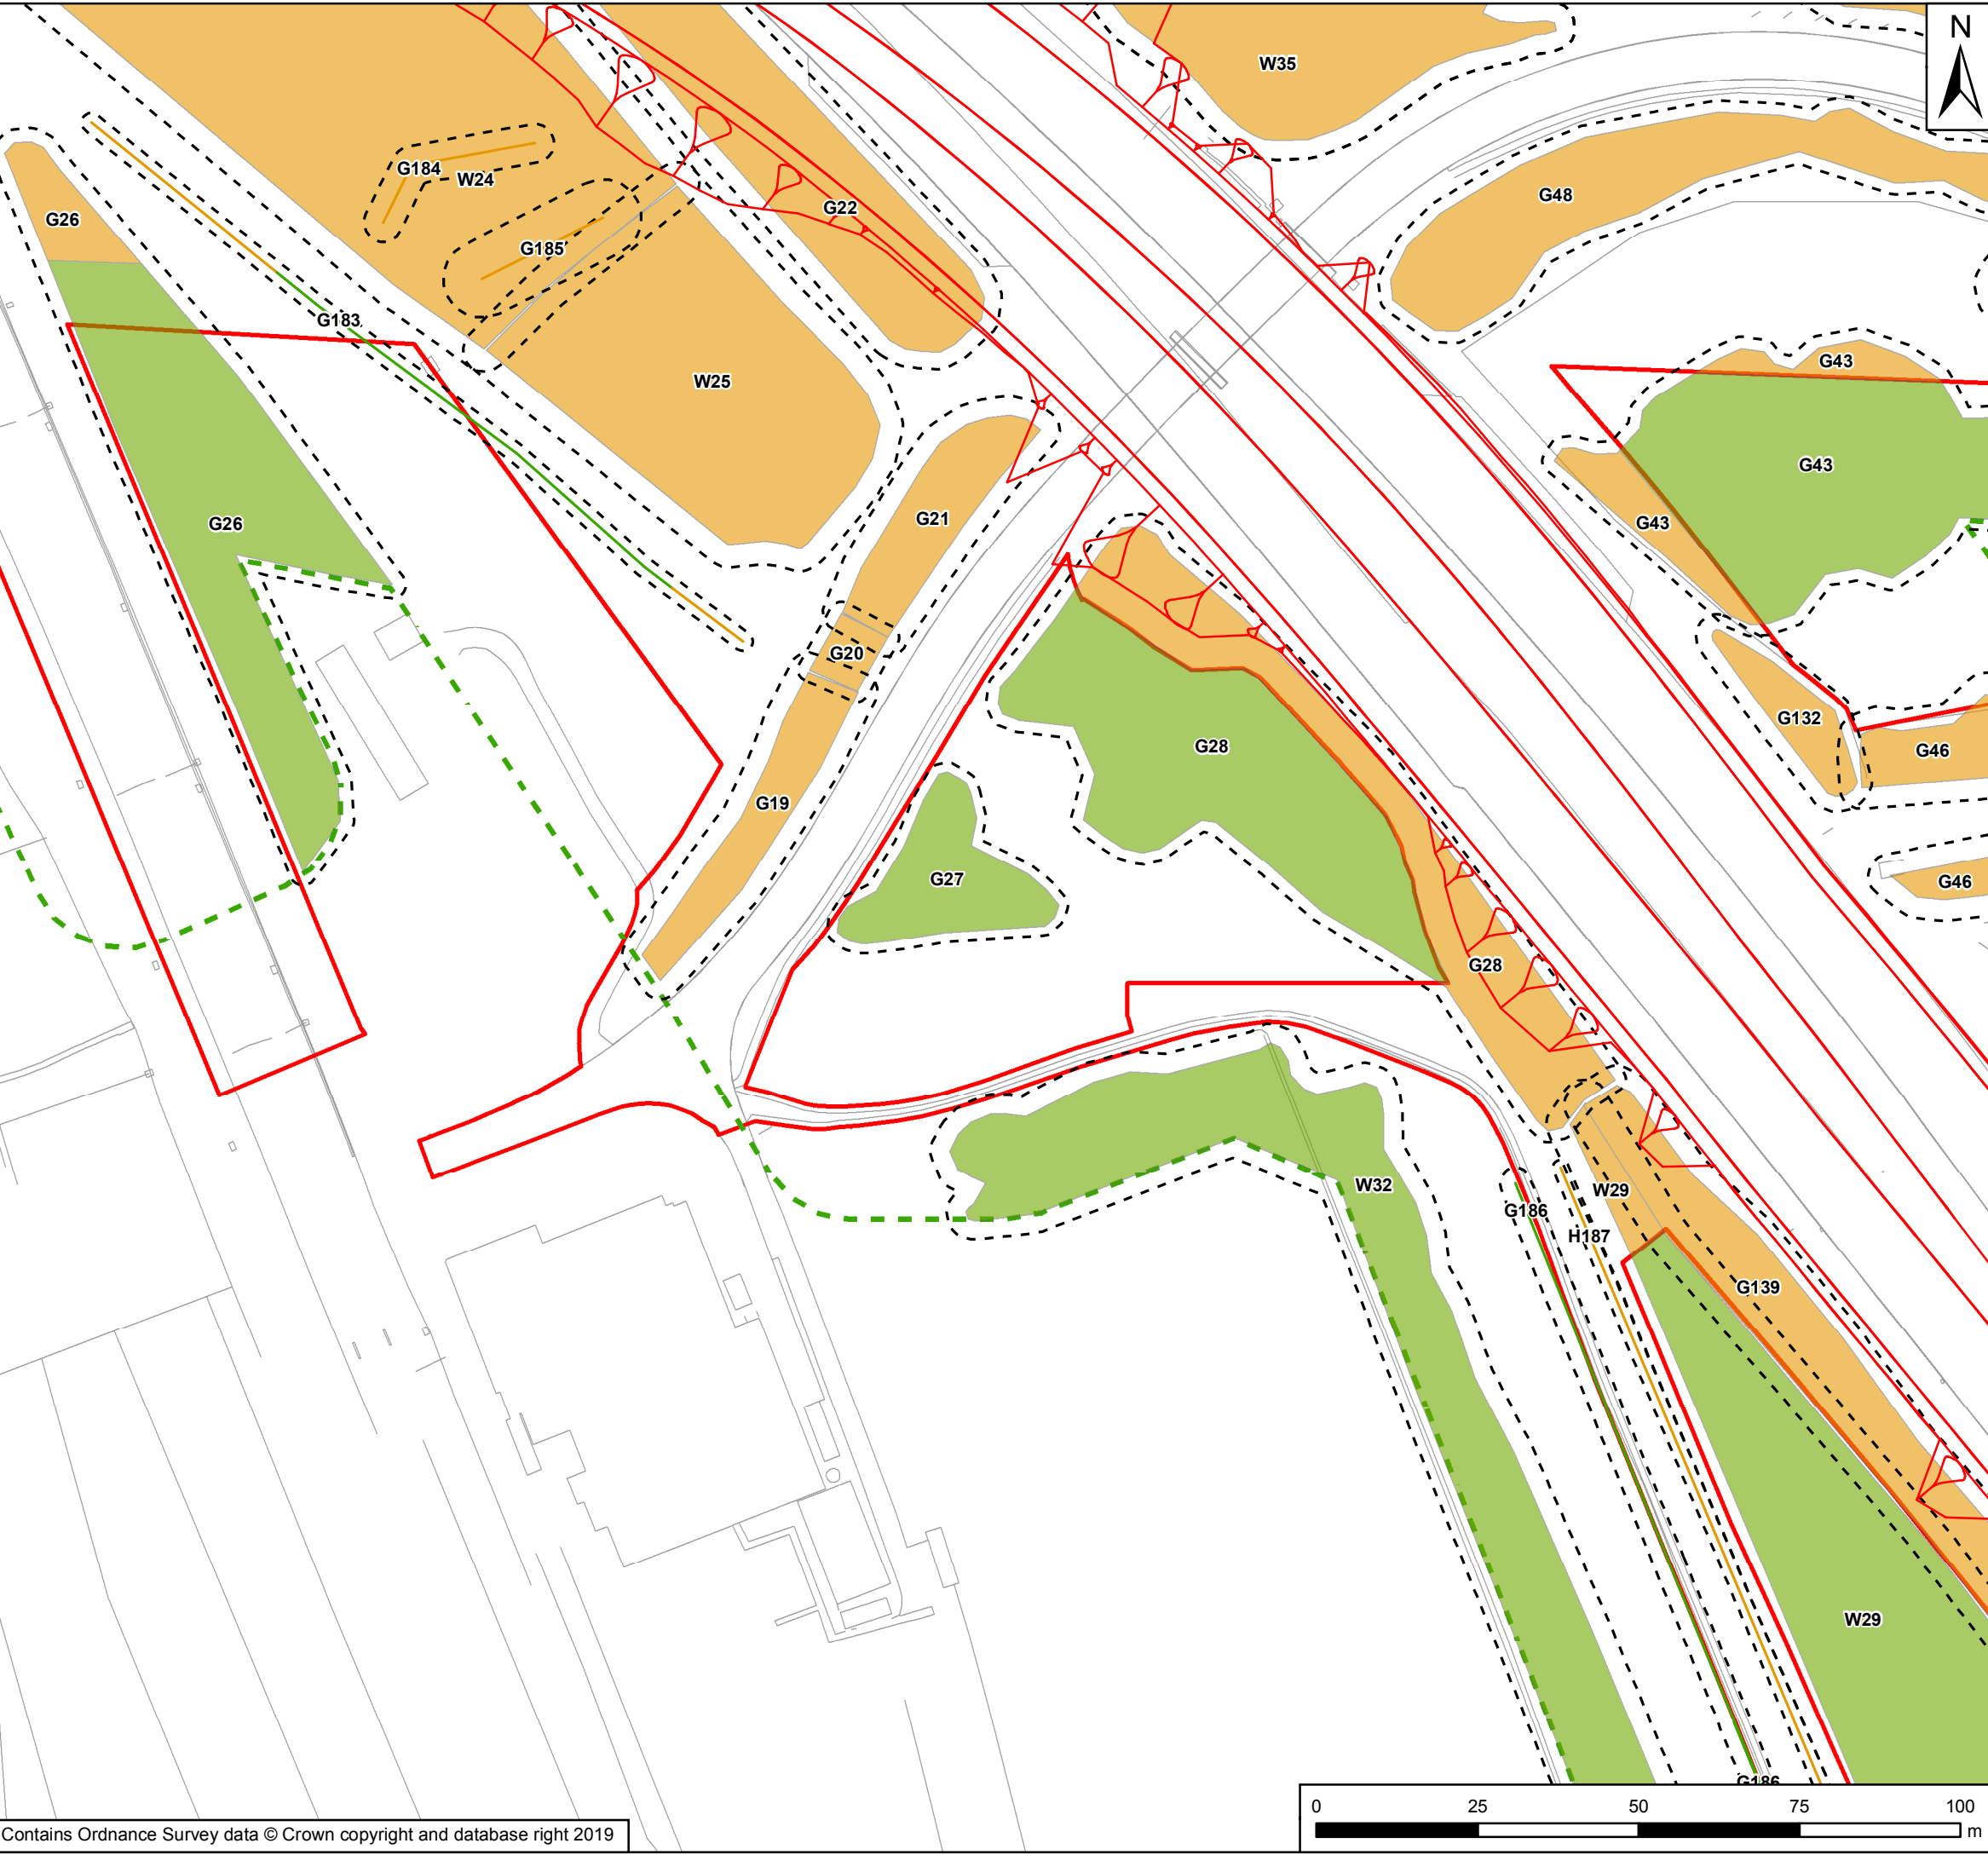 N
W35
G184
W24
G48
G26
G22
G185
G183
G43
W25
G43
G21
G43
G26
G20
G132
G28
G46
G19
G27
G46
G28
W32
W29
G186
H187
G139
W29
G186
0 25 50 75 100
m
Contains Ordnance Survey data © Crown copyright and database right 2019